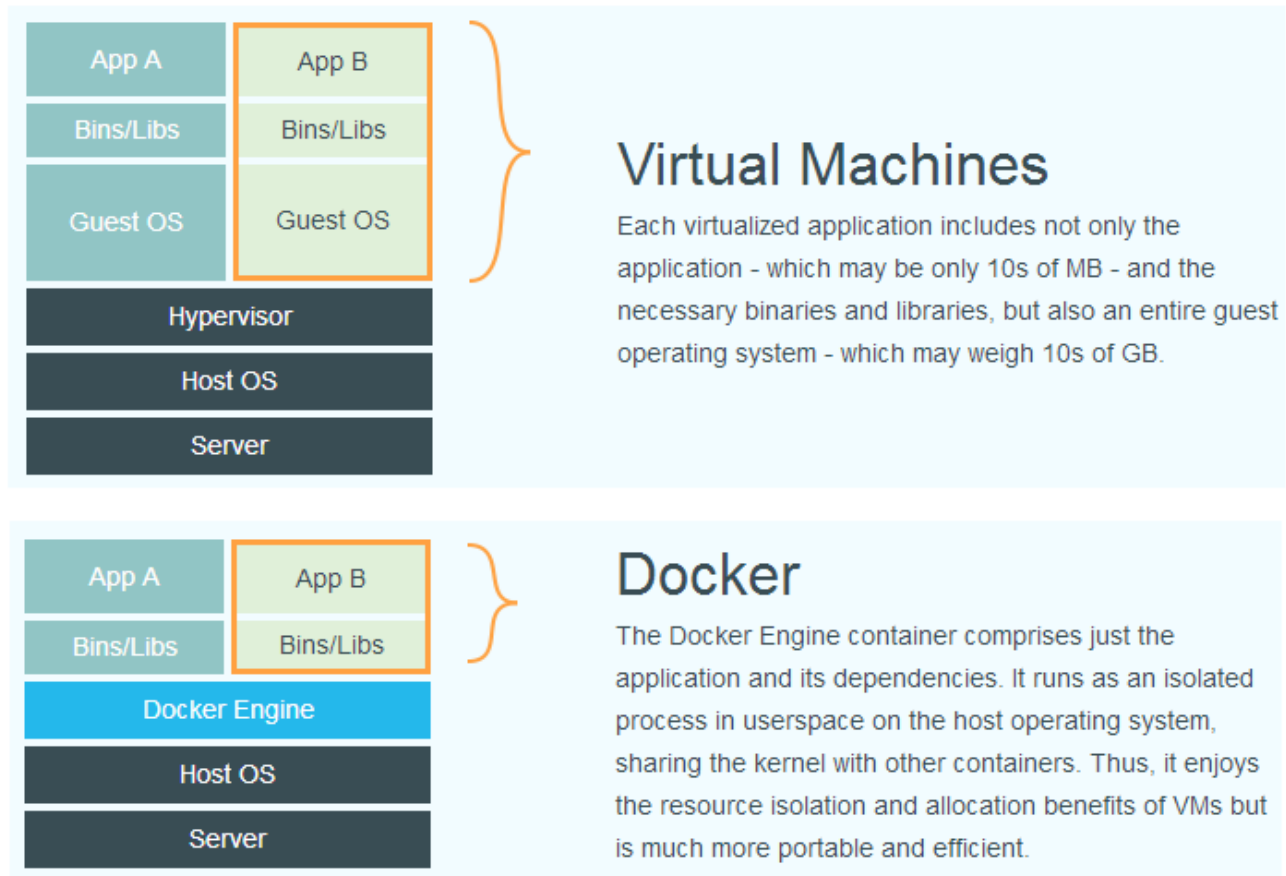 App A
App B
Bins/Libs
Bins/Libs
Guest OS
Guest OS
Hypervisor
Host OS
Server
Virtual Machines
Each virtualized application includes not only the
application - which may be only 10s of MB - and the
necessary binaries and libraries, but also an entire guest
operating system - which may weigh 10s of GB.
App A
App B
Bins/Libs
Bins/Libs
Docker Engine
Host OS
Server
Docker
The Docker Engine container comprises just the
application and its dependencies. It runs as an isolated
process in userspace on the host operating system,
sharing the kernel with other containers. Thus, it enjoys
the resource isolation and allocation benefits of VMs but
is much more portable and efficient.